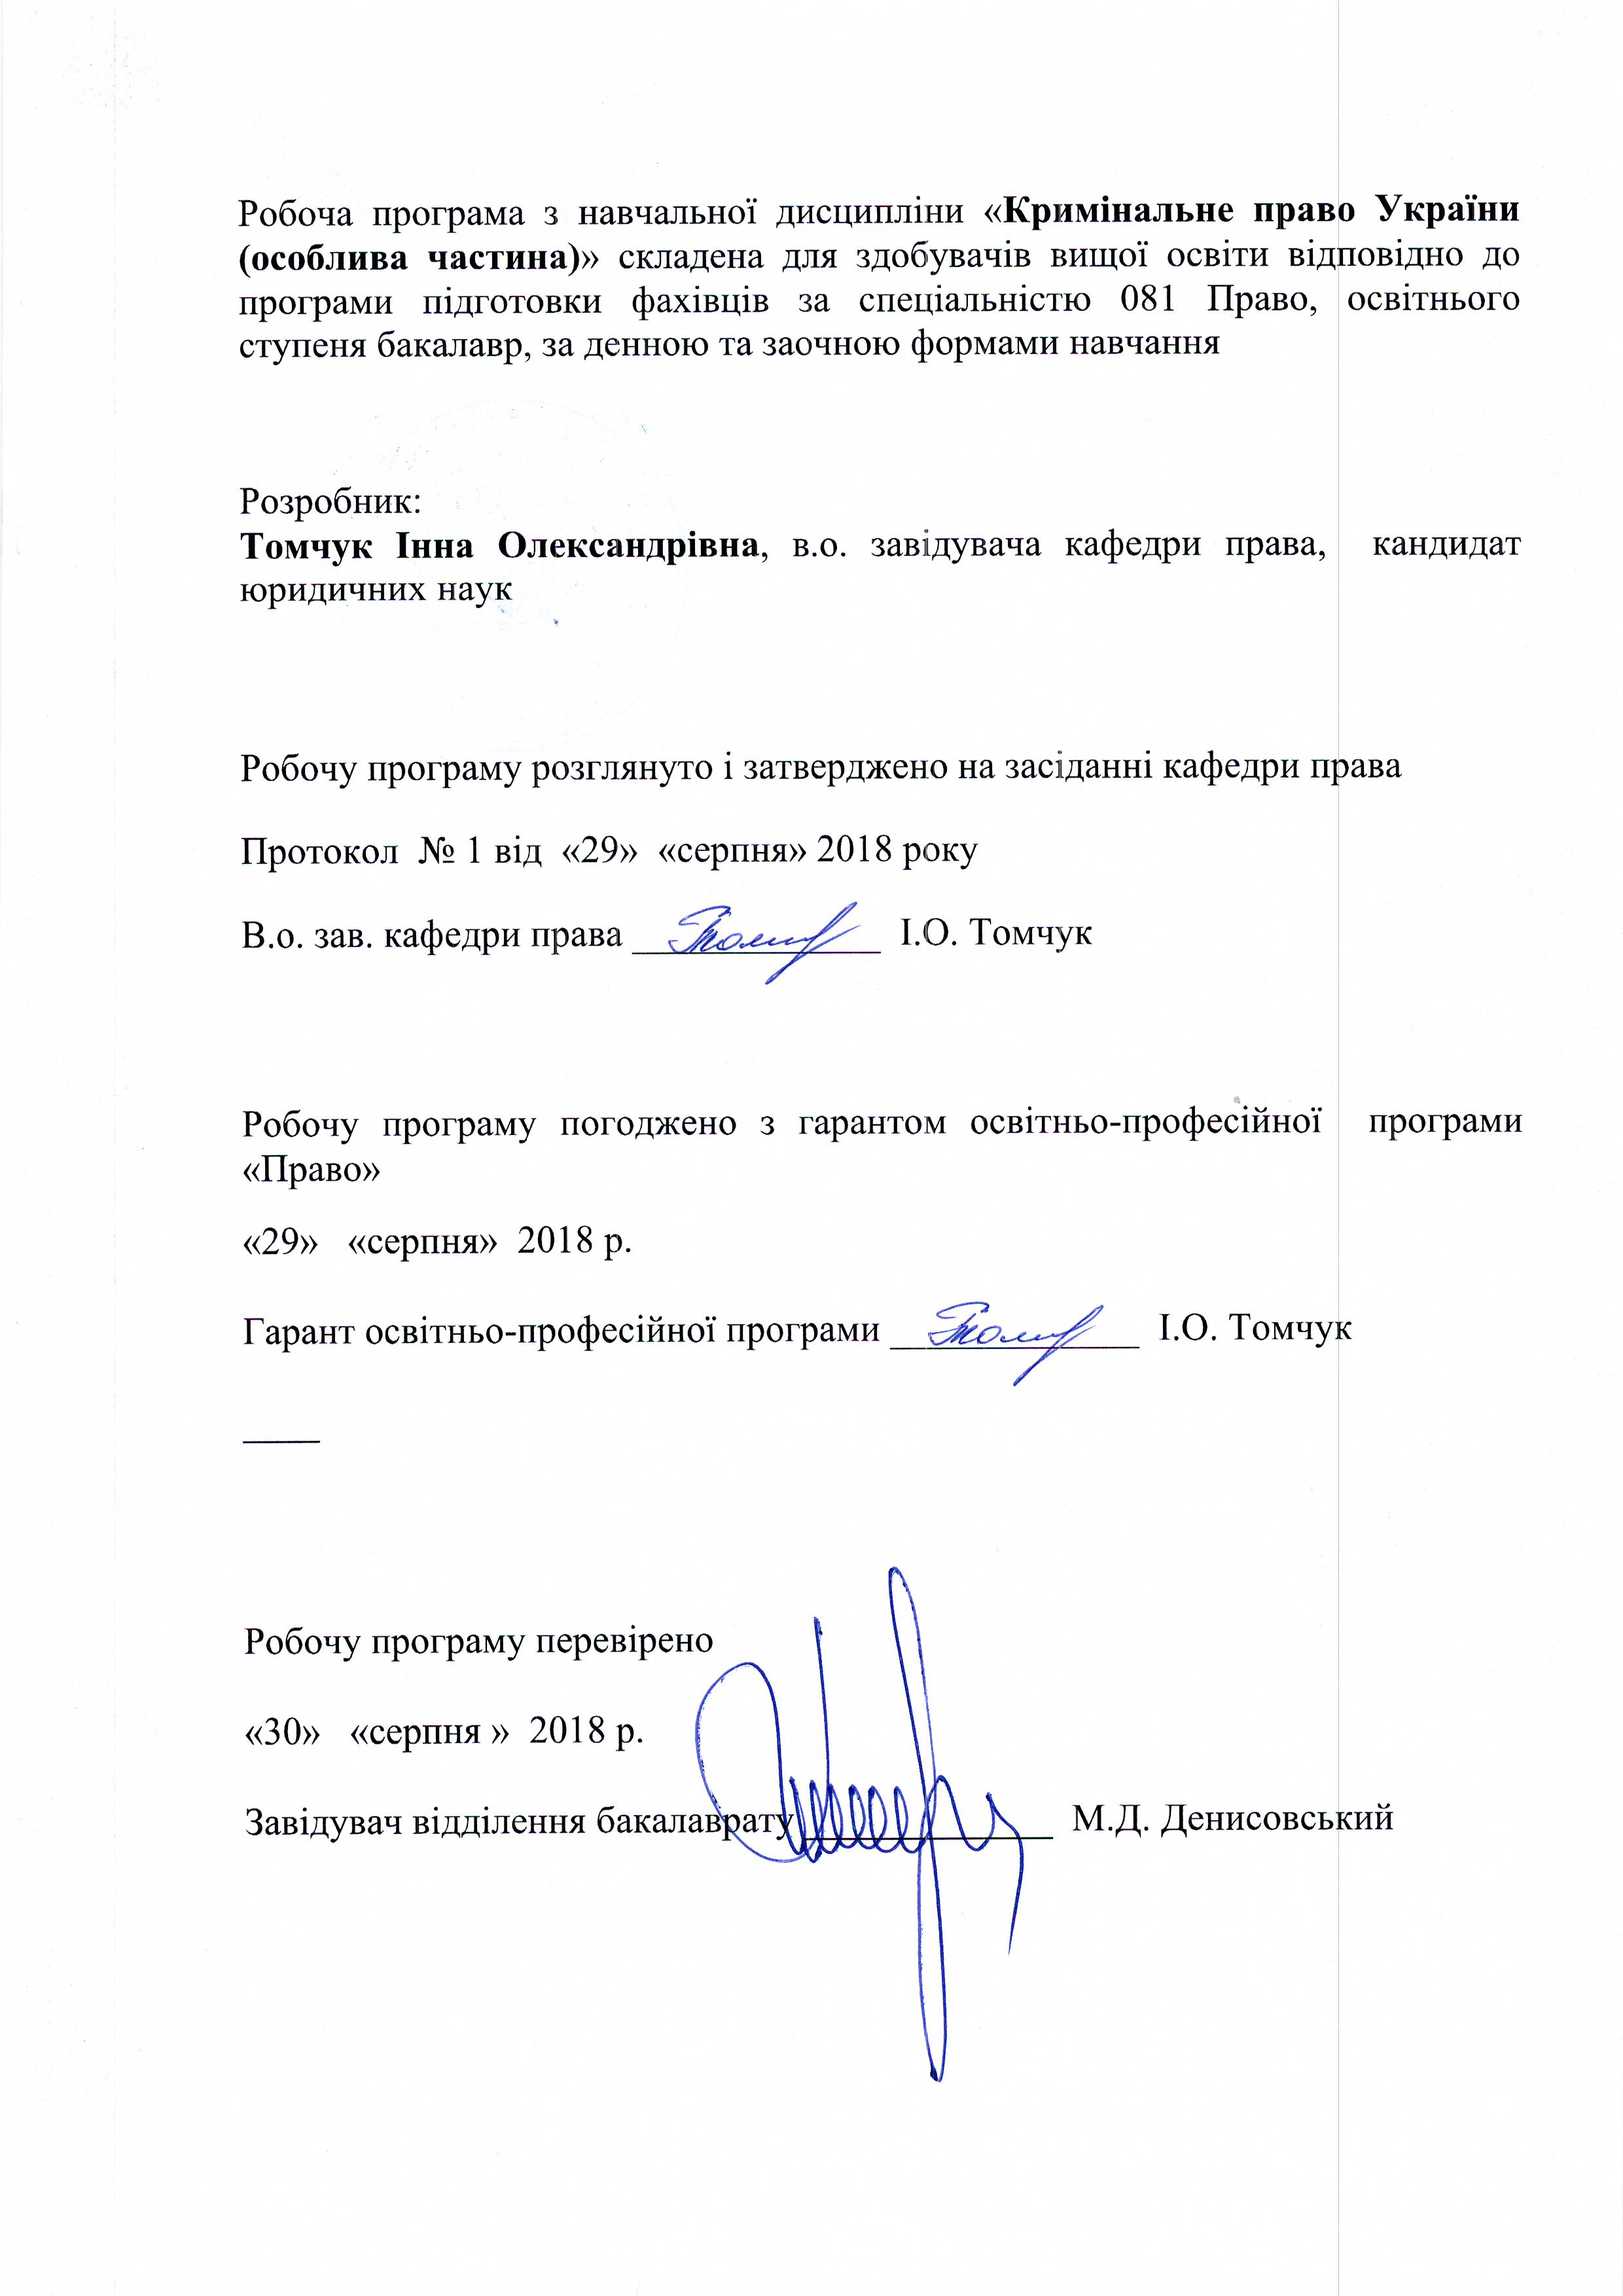 Робоча програма з навчальної дисципліни «Кримінальне право України
(особлива частина)» складена для здобувачів вищої освіти відповідно до
програми підготовки фахівців за спеціальністю 081 Право, освітнього
ступеня бакалавр, за денною та заочною формами навчання
Розробник:
Томчук Інна Олександрівна, в.о. завідувача кафедри права, кандидат
юридичних наук
Робочу програму розглянуто і затверджено на засіданні кафедри права
Протокол № 1 від «29» «серпня» 2018 року
В.о. зав. кафедри права _____________ І.О. Томчук
Робочу програму погоджено з гарантом освітньо-професійної програми
«Право»
«29» «серпня» 2018 р.
Гарант освітньо-професійної програми _____________ І.О. Томчук
____
Робочу програму перевірено
«30» «серпня » 2018 р.
Завідувач відділення бакалаврату _____________ М.Д. Денисовський